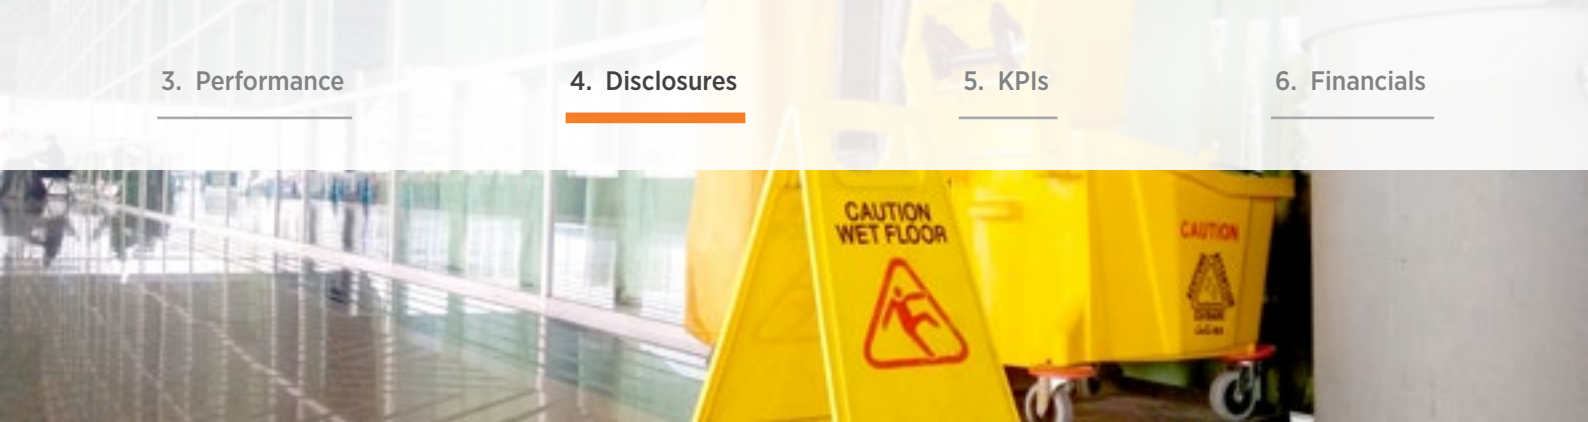 3. Performance
4. Disclosures
5. KPIs
6. Financials
CAUTION
WET FLOOR
CAUTION